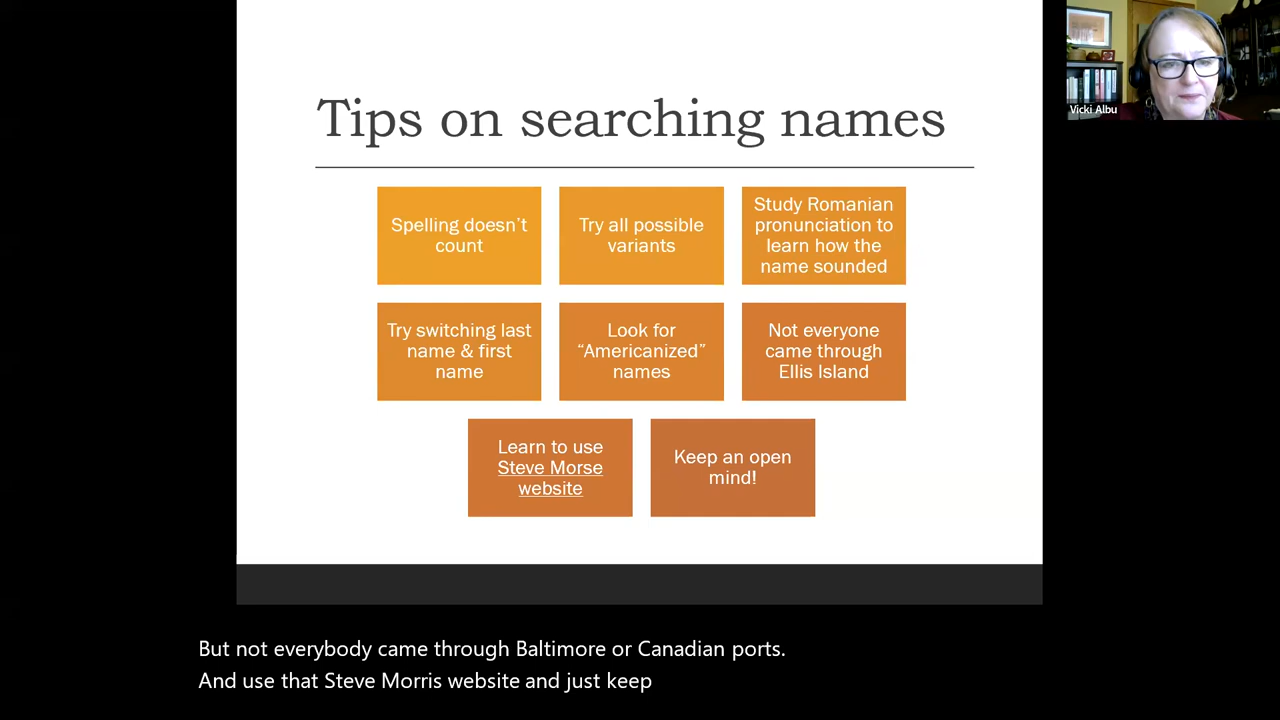 Tips on searching names
Spelling doesn't
count
Try all possible
variants
Study Romanian
pronunciation to
learn how the
name sounded
Try switching last
name & first
name
Look for
“Americanized”
names
Not everyone
came through
Ellis Island
Learn to use
Steve Morse
website
Keep an open
mind!
Vicki Albu
But not everybody came through Baltimore or Canadian ports.
And use that Steve Morris website and just keep